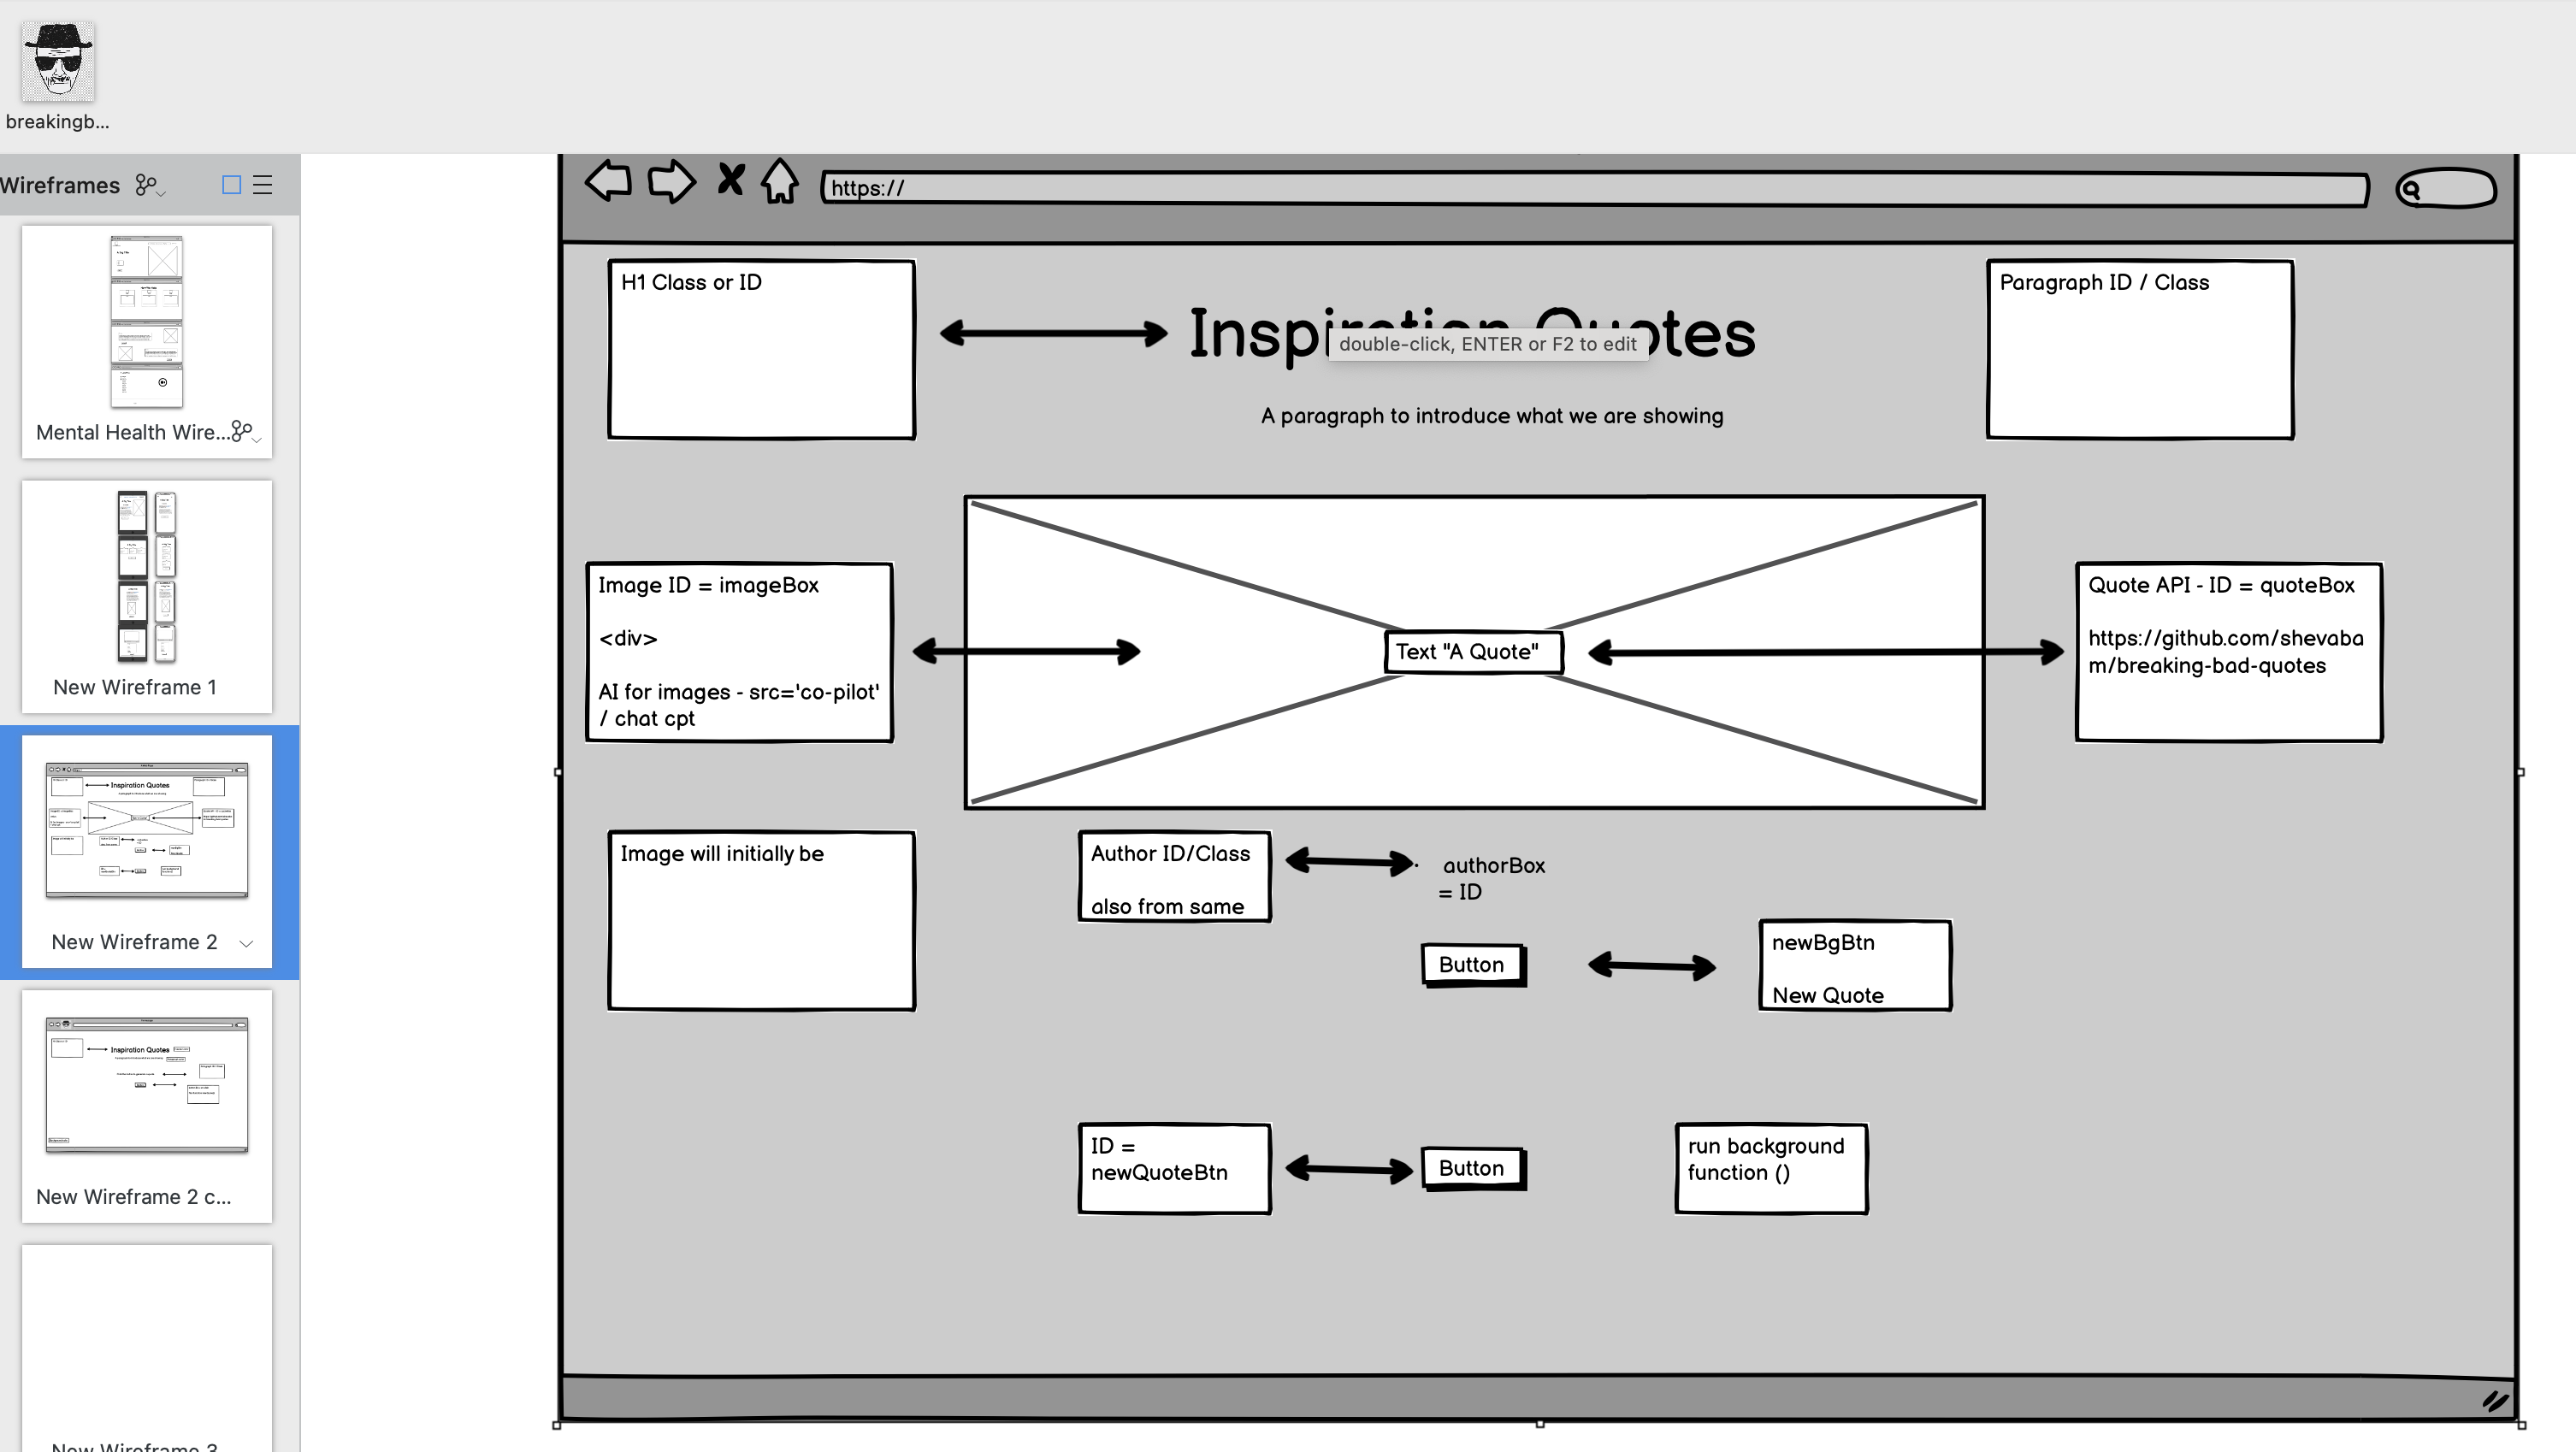 breakingb...
Wireframes
Mental Health Wire...
New Wireframe 1
New Wireframe 2
New Wireframe 2 c...
New Wireframe 3
https://
H1 Class or ID
Inspiration Quotes
double-click, ENTER or F2 to edit
Paragraph ID / Class
A paragraph to introduce what we are showing
Image ID = imageBox
<div>
AI for images - src='co-pilot'
/ chat cpt
Text "A Quote"
Quote API - ID = quoteBox
https://github.com/shevaba
m/breaking-bad-quotes
Image will initially be
Author ID/Class
also from same
authorBox
= ID
Button
newBgBtn
New Quote
ID =
newQuoteBtn
Button
run background
function ()